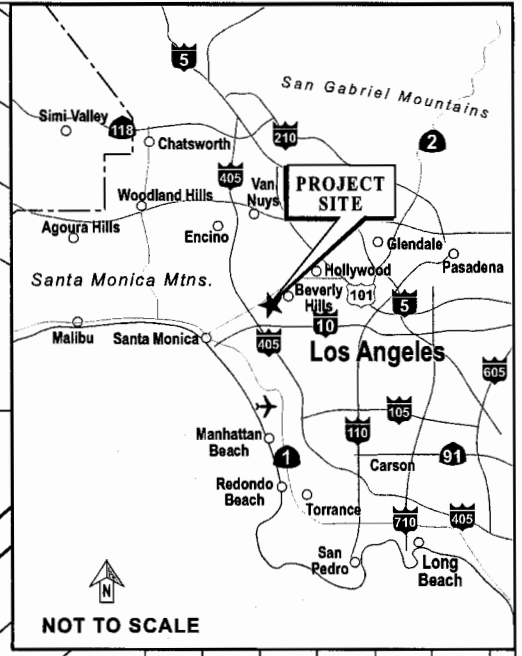 5
San Gabriel Mountains
Simi Valley
118
Chatsworth
210
2
405
Van
Nuys
PROJECT
SITE
Woodland Hills
Agoura Hills
Encino
Glendale
Pasadena
Hollywood
Santa Monica Mtns.
Beverly
Hills
101
5
10
Malibu
Santa Monica
405
Los Angeles
605
105
110
Manhattan
Beach
1
91
Carson
Redondo
Beach
Torrance
710
405
San
Pedro
Long
Beach
N
NOT TO SCALE